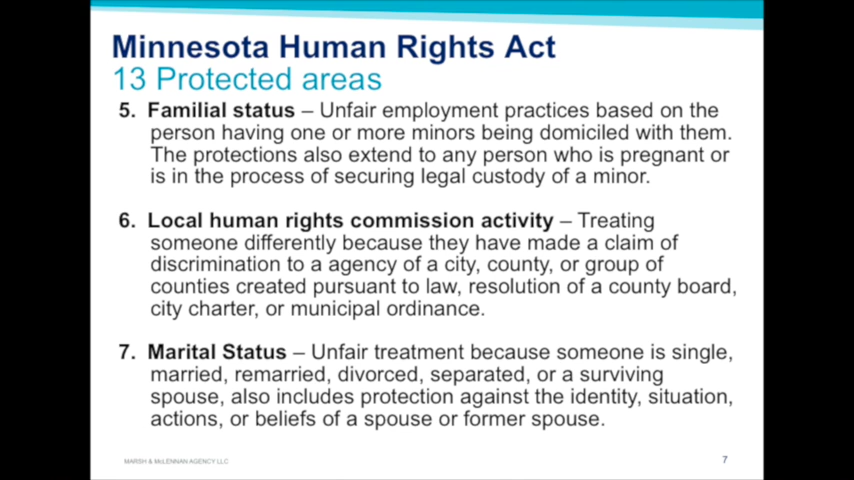 Minnesota Human Rights Act
13 Protected areas
5. Familial status – Unfair employment practices based on the
person having one or more minors being domiciled with them.
The protections also extend to any person who is pregnant or
is in the process of securing legal custody of a minor.
6. Local human rights commission activity – Treating
someone differently because they have made a claim of
discrimination to a agency of a city, county, or group of
counties created pursuant to law, resolution of a county board,
city charter, or municipal ordinance.
7. Marital Status – Unfair treatment because someone is single,
married, remarried, divorced, separated, or a surviving
spouse, also includes protection against the identity, situation,
actions, or beliefs of a spouse or former spouse.
MARSH & McLENNAN AGENCY LLC
7